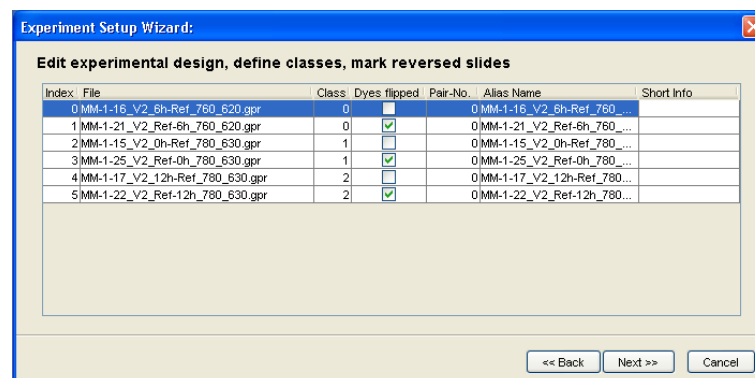 Experiment Setup Wizard:
Edit experimental design, define classes, mark reversed slides
Index File Class Dyes flipped Pair-No. Alias Name Short Info
0 MM-1-16_V2_6h-Ref_760_620.gpr 0 0 MM-1-16_V2_6h-Ref_760_...
1 MM-1-21_V2_Ref-6h_760_620.gpr 0 0 MM-1-21_V2_Ref-6h_760_...
2 MM-1-15_V2_0h-Ref_780_630.gpr 1 0 MM-1-15_V2_0h-Ref_780_...
3 MM-1-25_V2_Ref-0h_780_630.gpr 1 0 MM-1-25_V2_Ref-0h_780_...
4 MM-1-17_V2_12h-Ref_780_630.gpr 2 0 MM-1-17_V2_12h-Ref_780...
5 MM-1-22_V2_Ref-12h_780_630.gpr 2 0 MM-1-22_V2_Ref-12h_780...
<< Back Next >> Cancel